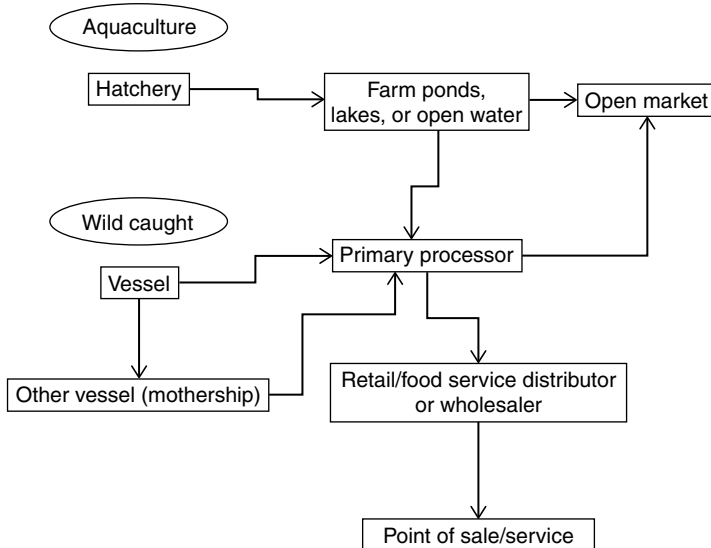 Aquaculture
Hatchery
Farm ponds,
lakes, or open water
Open market
Wild caught
Primary processor
Vessel
Other vessel (mothership)
Retail/food service distributor
or wholesaler
Point of sale/service